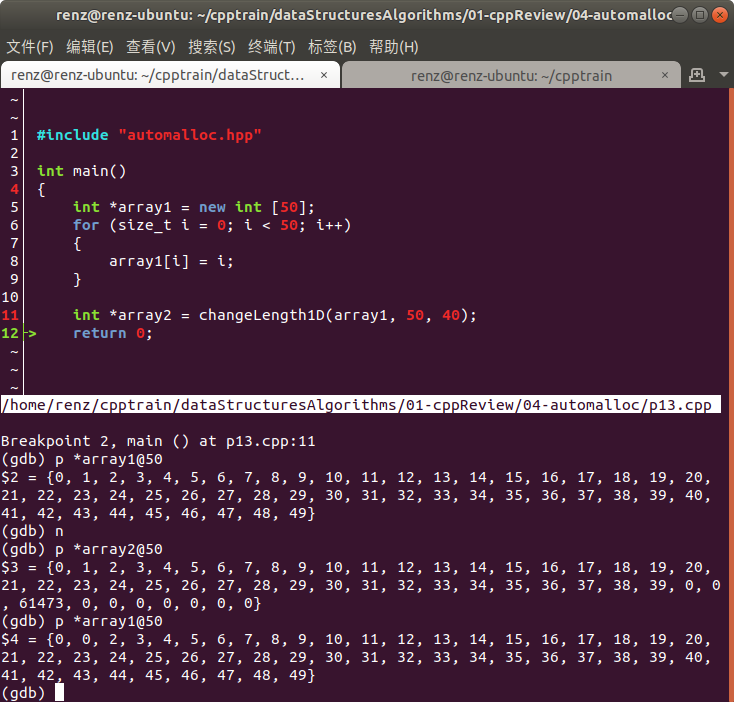 renz@renz-ubuntu: ~/cpptrain/dataStructuresAlgorithms/01-cppReview/04-automalloc
文件(F) 编辑(E) 查看(V) 搜索(S) 终端(T) 标签(B) 帮助(H)
renz@renz-ubuntu: ~/cpptrain/dataStruct… × renz@renz-ubuntu: ~/cpptrain ×
~
~
1 #include "automalloc.hpp"
2
3 int main()
4 {
5 int *array1 = new int [50];
6 for (size_t i = 0; i < 50; i++)
7 {
8 array1[i] = i;
9 }
10
11 int *array2 = changeLength1D(array1, 50, 40);
12-> return 0;
~
~
~
/home/renz/cpptrain/dataStructuresAlgorithms/01-cppReview/04-automalloc/p13.cpp
Breakpoint 2, main () at p13.cpp:11
(gdb) p *array1@50
$2 = {0, 1, 2, 3, 4, 5, 6, 7, 8, 9, 10, 11, 12, 13, 14, 15, 16, 17, 18, 19, 20,
21, 22, 23, 24, 25, 26, 27, 28, 29, 30, 31, 32, 33, 34, 35, 36, 37, 38, 39, 40,
41, 42, 43, 44, 45, 46, 47, 48, 49}
(gdb) n
(gdb) p *array2@50
$3 = {0, 1, 2, 3, 4, 5, 6, 7, 8, 9, 10, 11, 12, 13, 14, 15, 16, 17, 18, 19, 20,
21, 22, 23, 24, 25, 26, 27, 28, 29, 30, 31, 32, 33, 34, 35, 36, 37, 38, 39, 0, 0
, 61473, 0, 0, 0, 0, 0, 0, 0}
(gdb) p *array1@50
$4 = {0, 0, 2, 3, 4, 5, 6, 7, 8, 9, 10, 11, 12, 13, 14, 15, 16, 17, 18, 19, 20,
21, 22, 23, 24, 25, 26, 27, 28, 29, 30, 31, 32, 33, 34, 35, 36, 37, 38, 39, 40,
41, 42, 43, 44, 45, 46, 47, 48, 49}
(gdb)